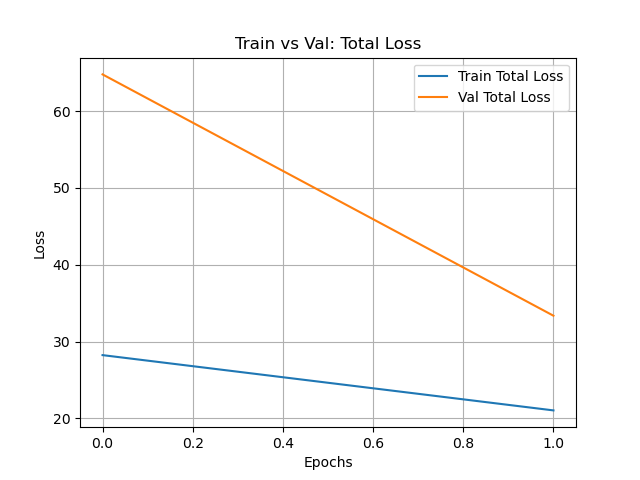 Train vs Val: Total Loss
Train Total Loss
Val Total Loss
60
50
40
30
20
Loss
0.0 0.2 0.4 0.6 0.8 1.0
Epochs